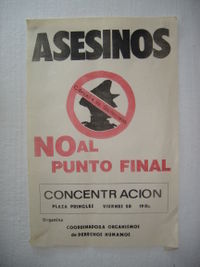 ASESINOS
NO AL
PUNTO FINAL
CONCENTRACION
PLAZA PRINGLES VIERNES
Organiza
COORDINADORA ORGANISMOS
de DERECHOS HUMANOS